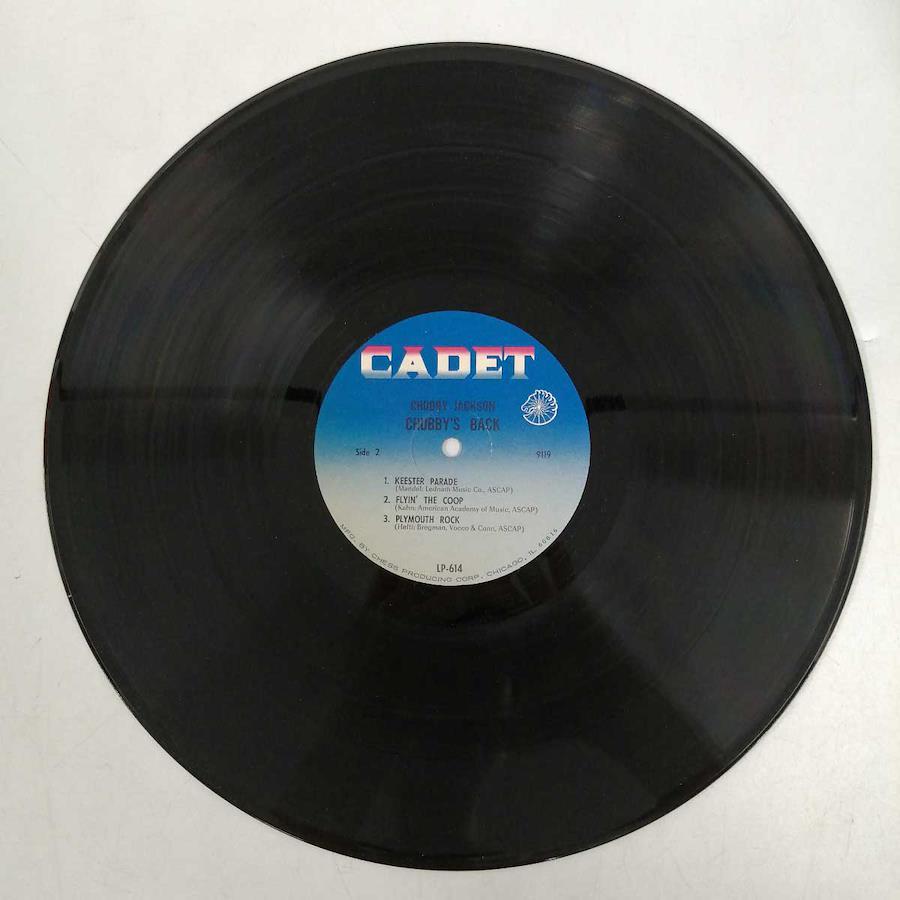 CADET
CHUBBY JACKSON
CHUBBY'S BACK
Side 2 9119
1. KEESTER PARADE
(Mandel: Lednam Music Co., ASCAP)
2. FLYIN' THE COOP
(Kahn: American Academy of Music, ASCAP)
3. PLYMOUTH ROCK
(Hefti: Bregman, Vocco & Conn, ASCAP)
LP-614
MFG. BY CHESS PRODUCING CORP. CHICAGO, IL 60616